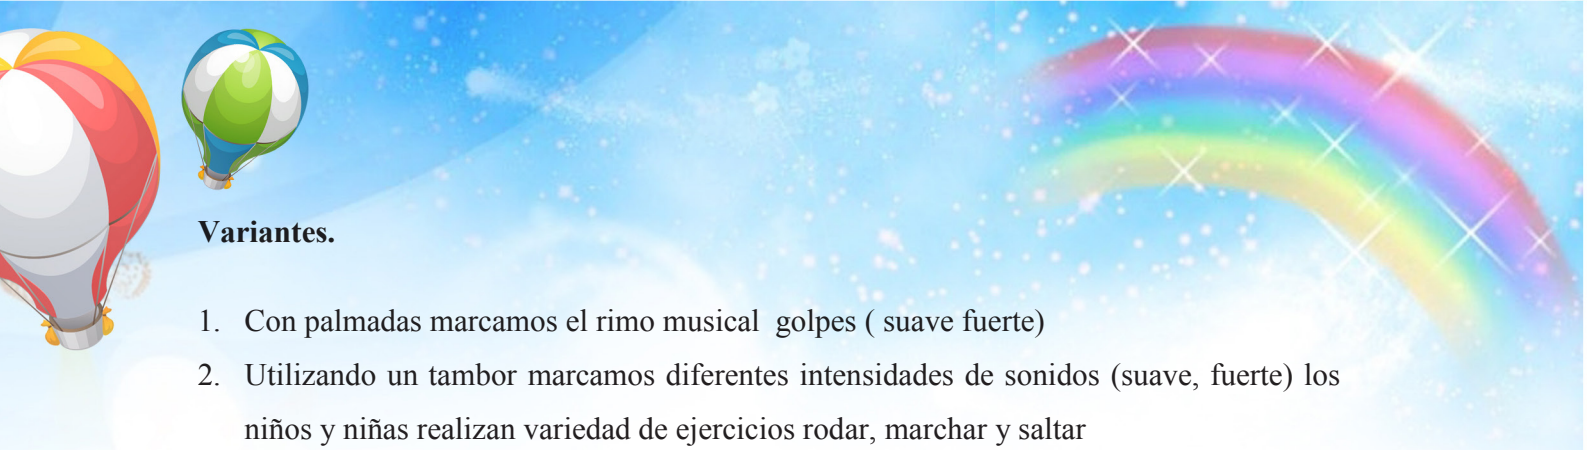 Variantes.
1. Con palmadas marcamos el rimo musical  golpes ( suave fuerte)
2. Utilizando un tambor marcamos diferentes intensidades de sonidos (suave, fuerte) los
niños y niñas realizan variedad de ejercicios rodar, marchar y saltar